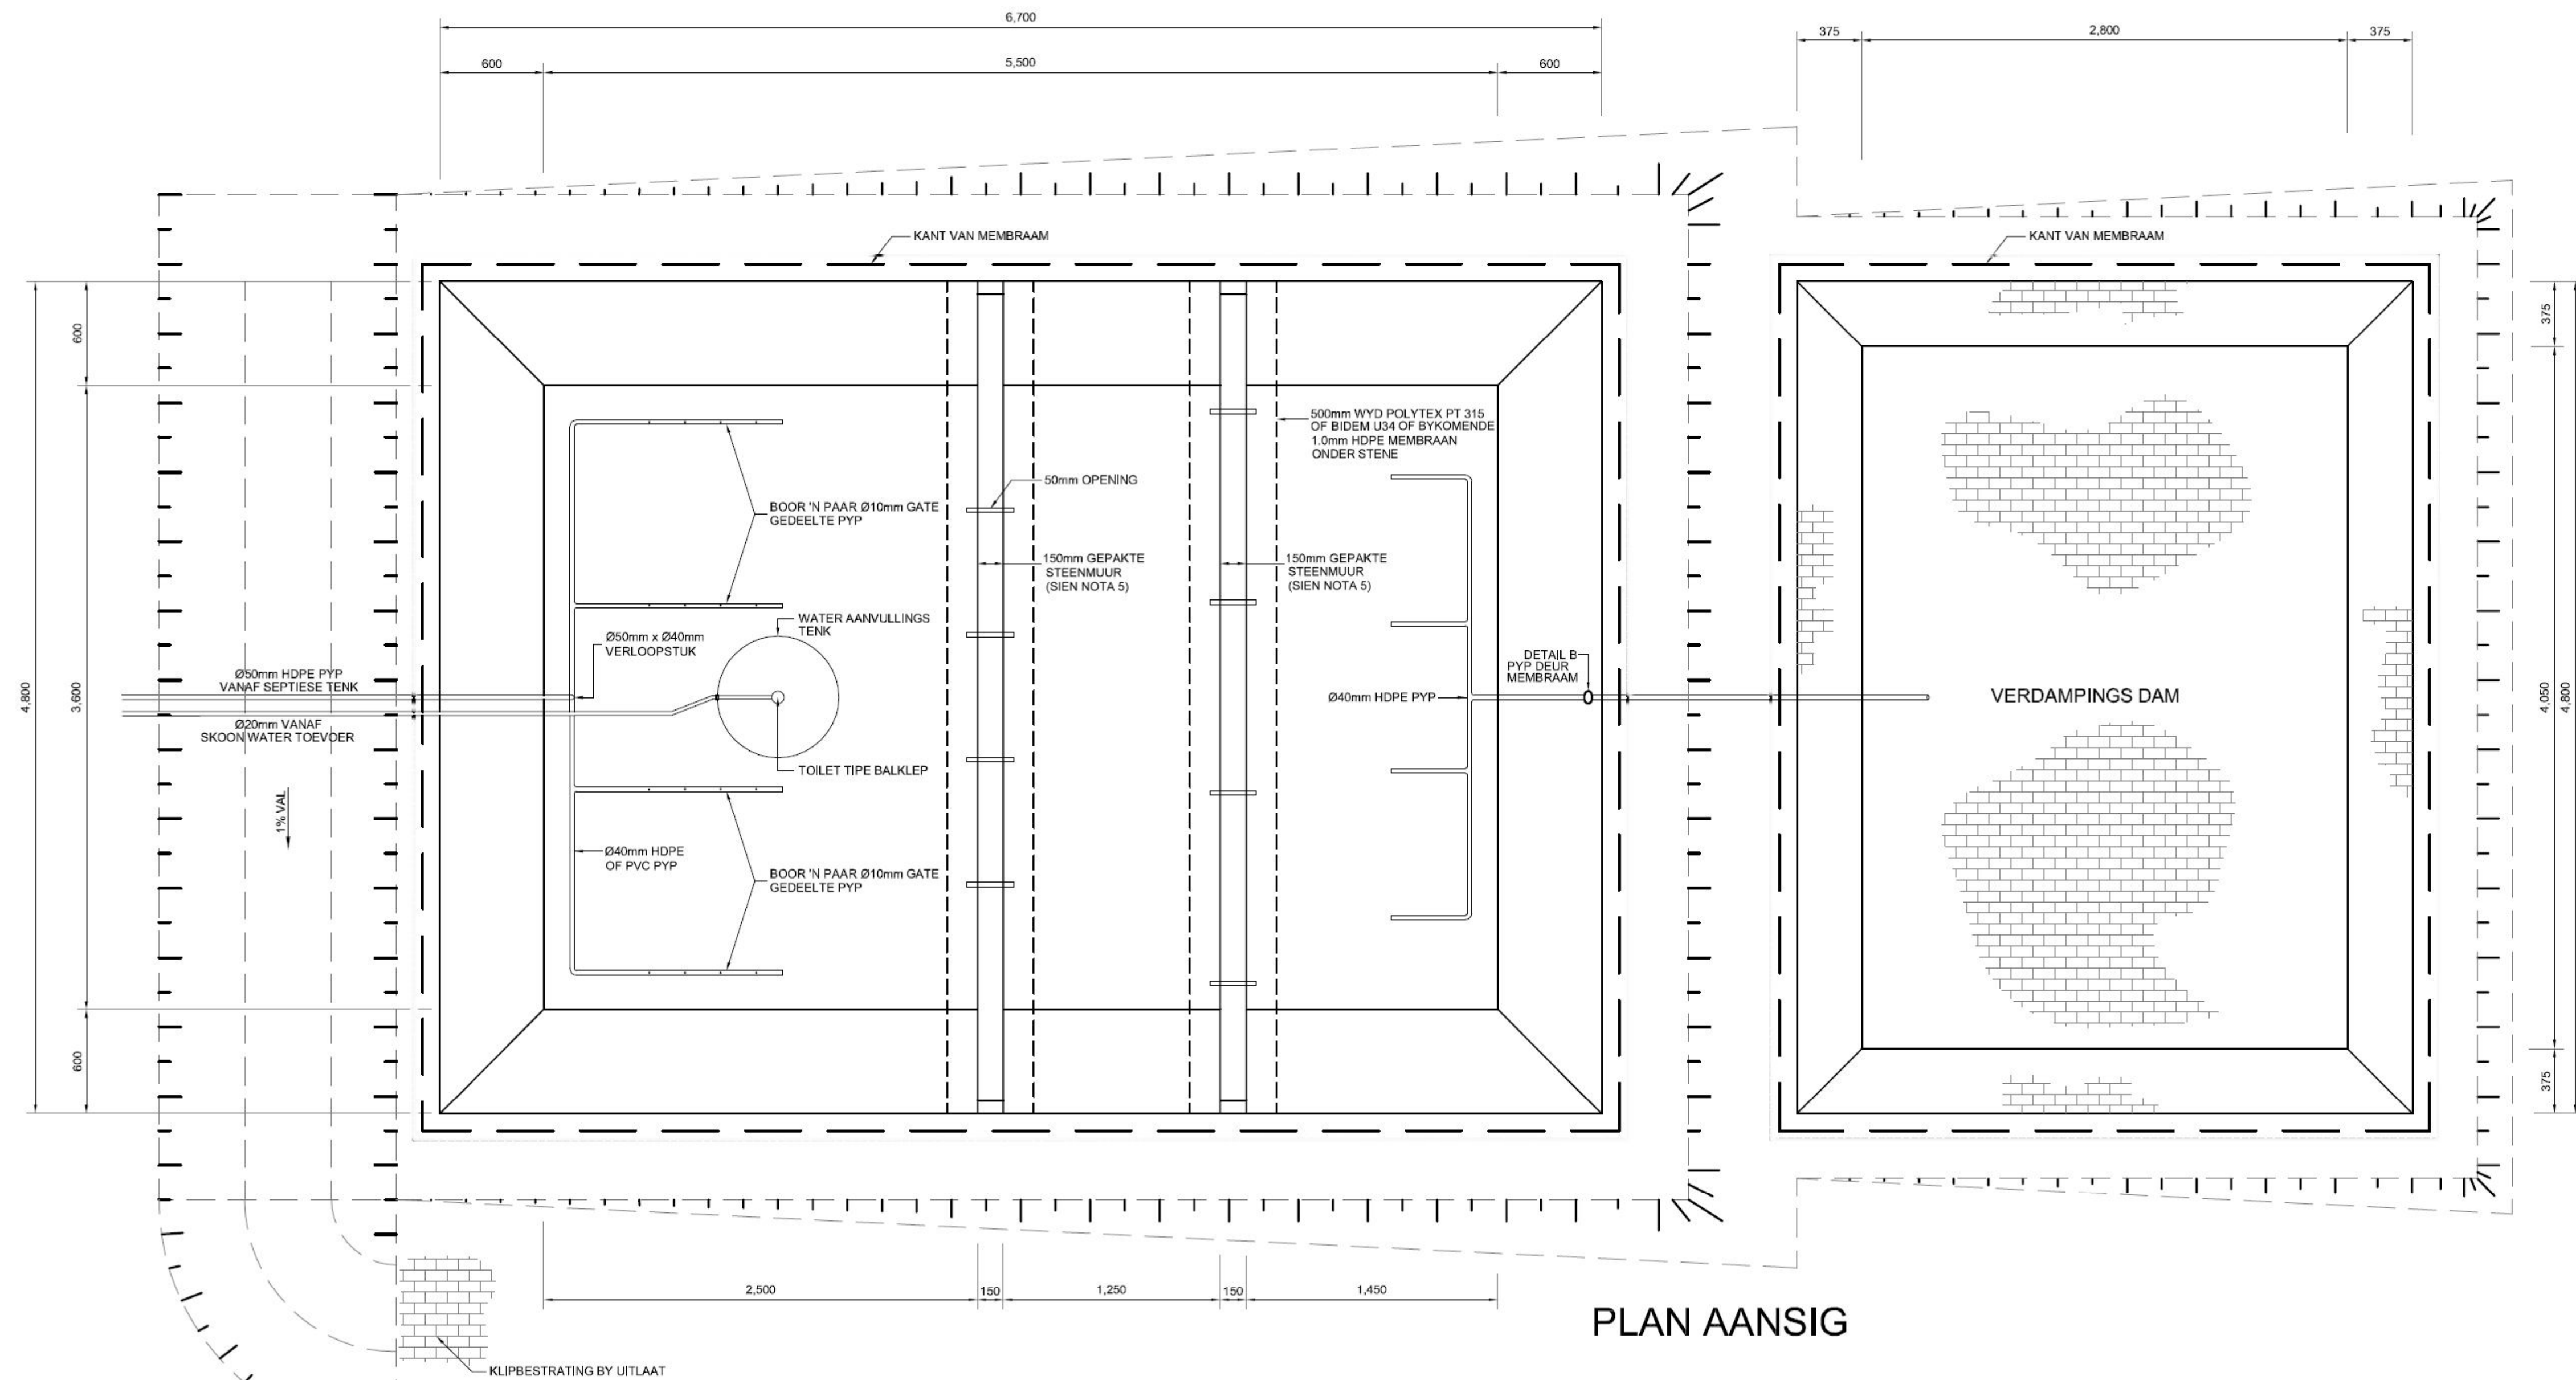 6,700
600
5,500
600
375
2,800
375
KANT VAN MEMBRAAM
KANT VAN MEMBRAAM
4,800
600
3,600
600
375
4,050
4,800
375
500mm WYD POLYTEX PT 315
OF BIDEM U34 OF BYKOMENDE
1.0mm HDPE MEMBRAAN
ONDER STENE
50mm OPENING
BOOR 'N PAAR Ø10mm GATE
GEDEELTE PYP
150mm GEPAKTE
STEENMUUR
(SIEN NOTA 5)
150mm GEPAKTE
STEENMUUR
(SIEN NOTA 5)
WATER AANVULLINGS
TENK
Ø50mm x Ø40mm
VERLOOPSTUK
Ø50mm HDPE PYP
VANAF SEPTIESE TENK
Ø20mm VANAF
SKOON WATER TOEVOER
DETAIL B
PYP DEUR
MEMBRAAM
Ø40mm HDPE PYP
VERDAMPINGS DAM
TOILET TIPE BALKLEP
1% VAL
Ø40mm HDPE
OF PVC PYP
BOOR 'N PAAR Ø10mm GATE
GEDEELTE PYP
2,500
150
1,250
150
1,450
PLAN AANSIG
KLIPBESTRATING BY UITLAAT